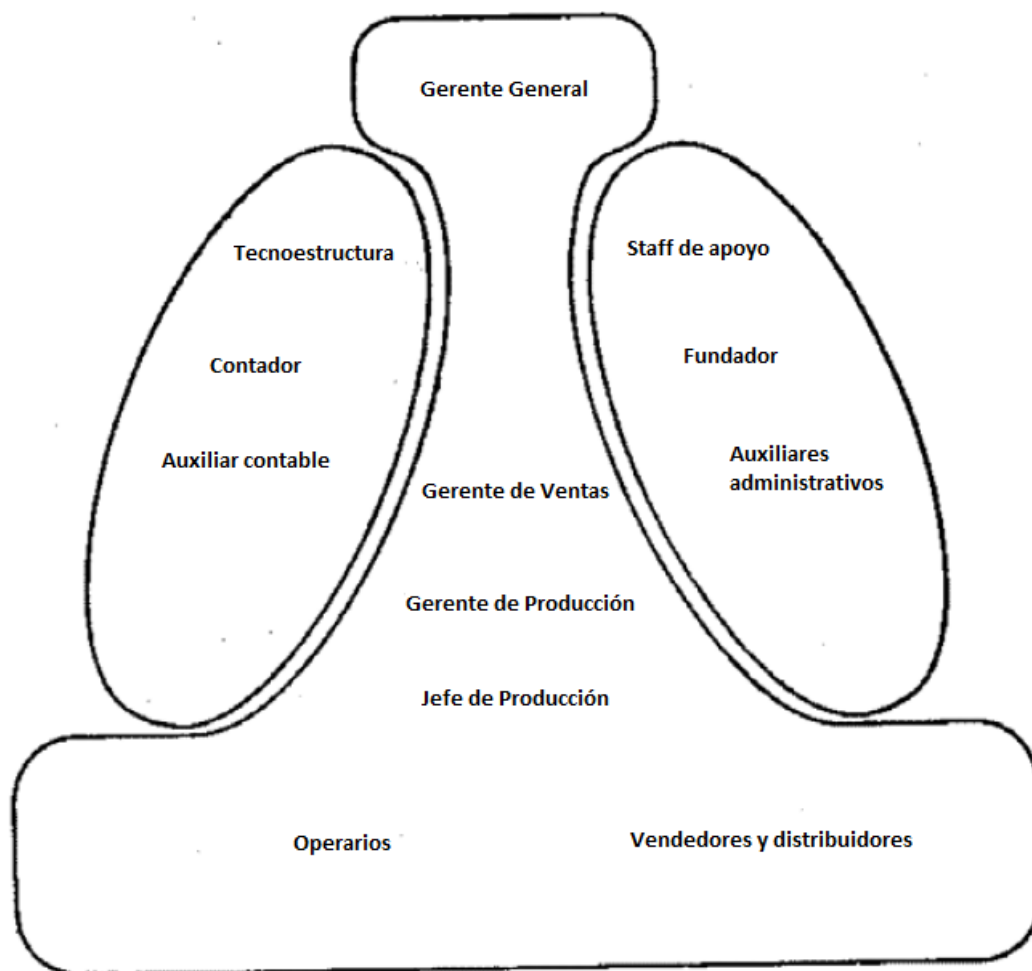 Gerente General
Tecnoestructura
Staff de apoyo
Contador
Fundador
Auxiliar contable
Auxiliares
administrativos
Gerente de Ventas
Gerente de Producción
Jefe de Producción
Operarios
Vendedores y distribuidores